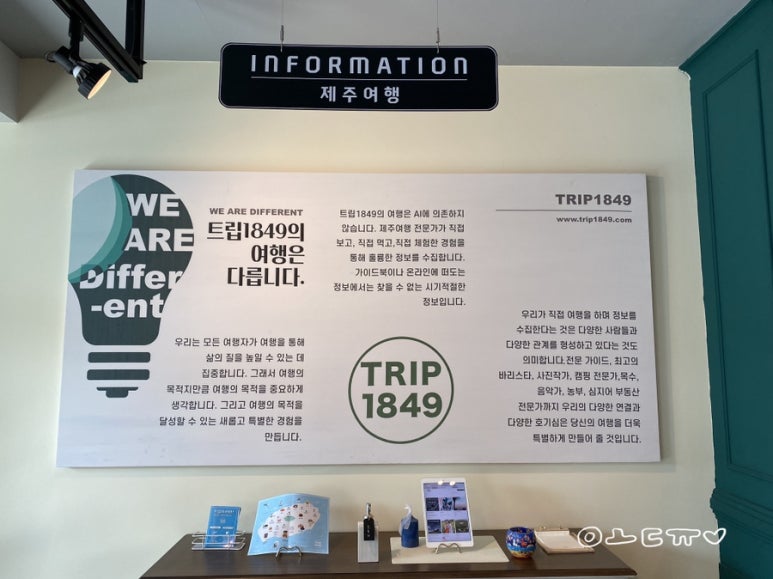 INFORMATION
제주여행
WE
ARE
Differ
-ent
WE ARE DIFFERENT
트립1849의
여행은
다릅니다.
우리는 모든 여행자가 여행을 통해
삶의 질을 높일 수 있는 데
집중합니다. 그래서 여행의
목적지만큼 여행의 목적을 중요하게
생각합니다. 그리고 여행의 목적을
달성할 수 있는 새롭고 특별한 경험을
만듭니다.
트립1849의 여행은 AI에 의존하지
않습니다. 제주여행 전문가가 직접
보고, 직접 먹고,직접 체험한 경험을
통해 훌륭한 정보를 수집합니다.
가이드북이나 온라인에 떠도는
정보에서는 찾을 수 없는 시기적절한
정보입니다.
TRIP
1849
TRIP1849
www.trip1849.com
우리가 직접 여행을 하며 정보를
수집한다는 것은 다양한 사람들과
다양한 관계를 형성하고 있다는 것도
의미합니다.전문 가이드, 최고의
바리스타, 사진작가, 캠핑 전문가,목수,
음악가, 농부, 심지어 부동산
전문가까지 우리의 다양한 연결과
다양한 호기심은 당신의 여행을 더욱
특별하게 만들어 줄 것입니다.